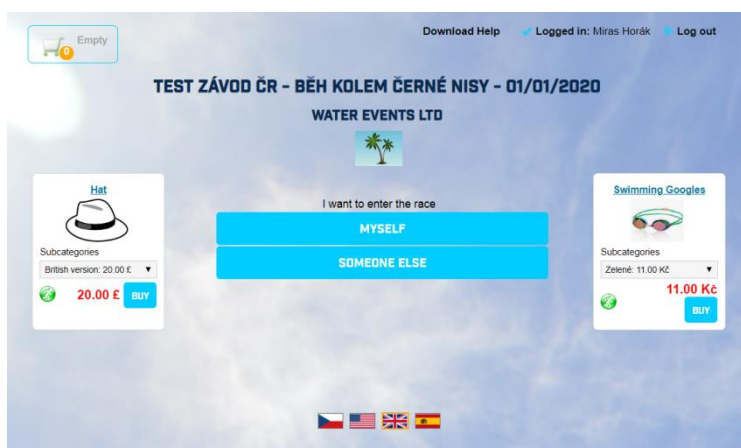 Empty
0
Download Help
Logged in: Miras Horák
Log out
TEST ZÁVOD ČR - BĚH KOLEM ČERNÉ NISY - 01/01/2020
WATER EVENTS LTD
Hat
Subcategories
British version: 20.00 £
20.00 £
BUY
I want to enter the race
MYSELF
SOMEONE ELSE
Swimming Googles
Subcategories
Zelené: 11.00 Kč
11.00 Kč
BUY